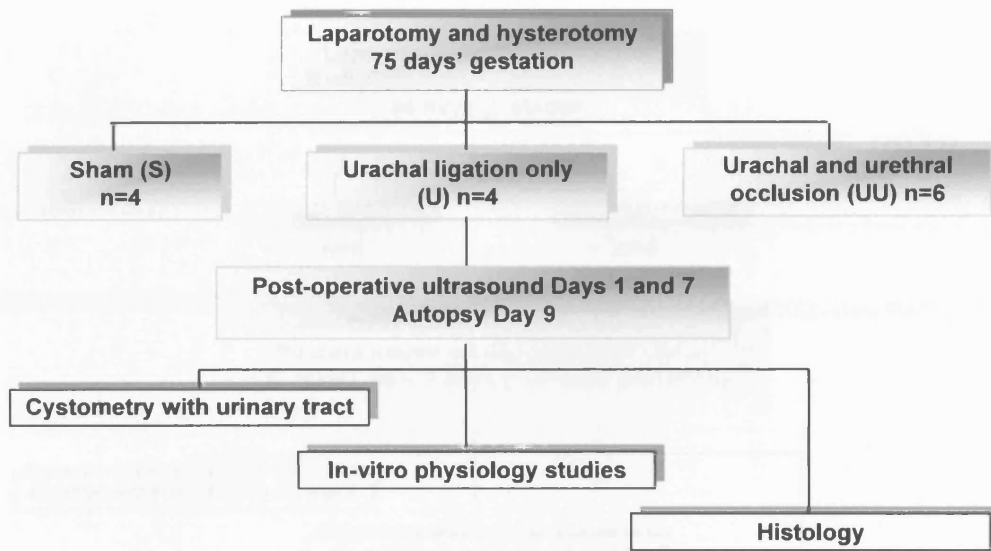 Laparotomy and hysterotomy
75 days' gestation
Sham (S)
n=4
Urachal ligation only
(U) n=4
Urachal and urethral
occlusion (UU) n=6
Post-operative ultrasound Days 1 and 7
Autopsy Day 9
Cystometry with urinary tract
In-vitro physiology studies
Histology